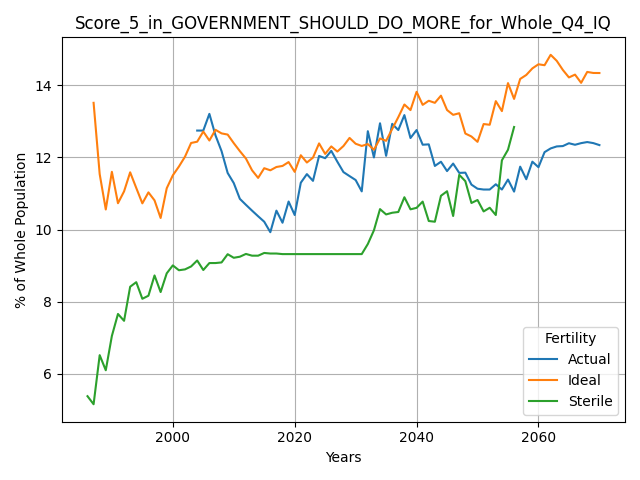 Score_5_in_GOVERNMENT_SHOULD_DO_MORE_for_Whole_Q4_IQ
% of Whole Population
14
12
10
8
6
2000 2020 2040 2060
Years
Fertility
Actual
Ideal
Sterile